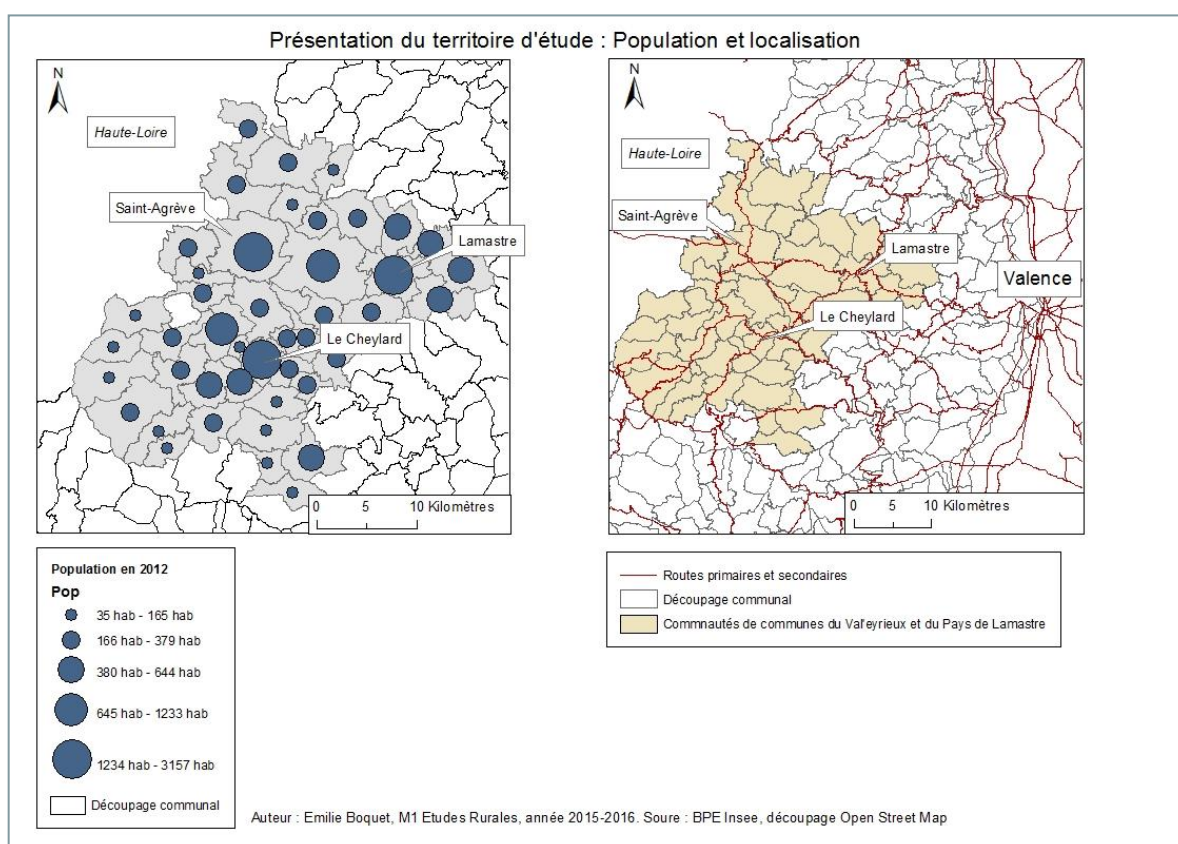 Présentation du territoire d'étude : Population et localisation
N
Haute-Loire
Saint-Agrève
Lamastre
Le Cheylard
0 5 10 Kilomètres
N
Haute-Loire
Saint-Agrève
Lamastre
Valence
Le Cheylard
0 5 10 Kilomètres
Population en 2012
Pop
35 hab - 165 hab
166 hab - 379 hab
380 hab - 644 hab
645 hab - 1233 hab
1234 hab - 3157 hab
Découpage communal
Routes primaires et secondaires
Découpage communal
Commnautés de communes du Val'eyrieux et du Pays de Lamastre
Auteur : Emilie Boquet, M1 Etudes Rurales, année 2015-2016. Soure : BPE Insee, découpage Open Street Map